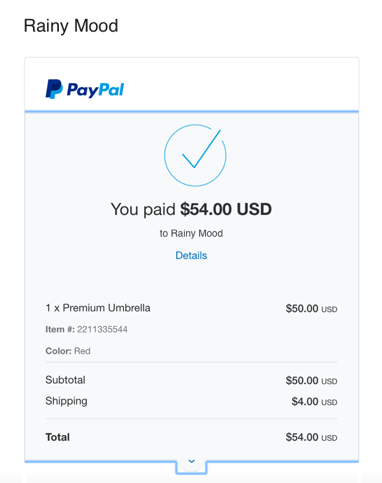 Rainy Mood
PayPal
You paid $54.00 USD
to Rainy Mood
Details
1 x Premium Umbrella $50.00 USD
Item #: 2211335544
Color: Red
Subtotal $50.00 USD
Shipping $4.00 USD
Total $54.00 USD